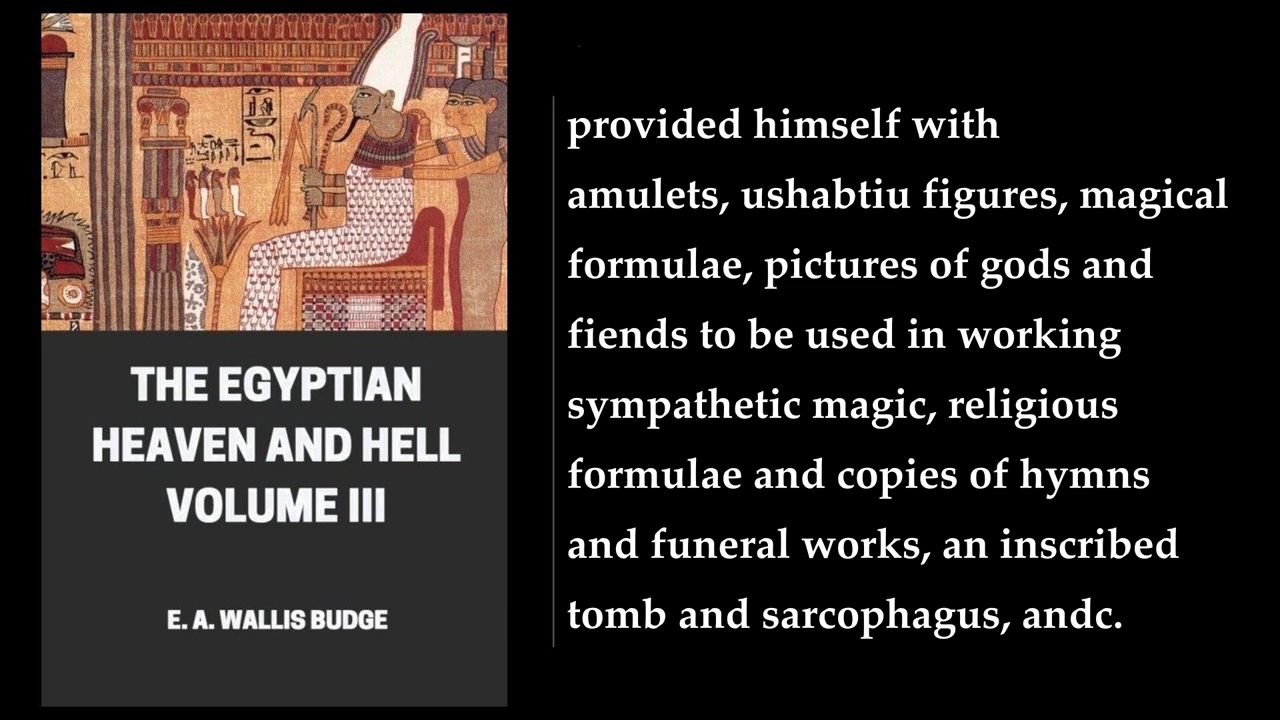 THE EGYPTIAN
HEAVEN AND HELL
VOLUME III
E. A. WALLIS BUDGE
provided himself with
amulets, ushabtiu figures, magical
formulae, pictures of gods and
fiends to be used in working
sympathetic magic, religious
formulae and copies of hymns
and funeral works, an inscribed
tomb and sarcophagus, andc.